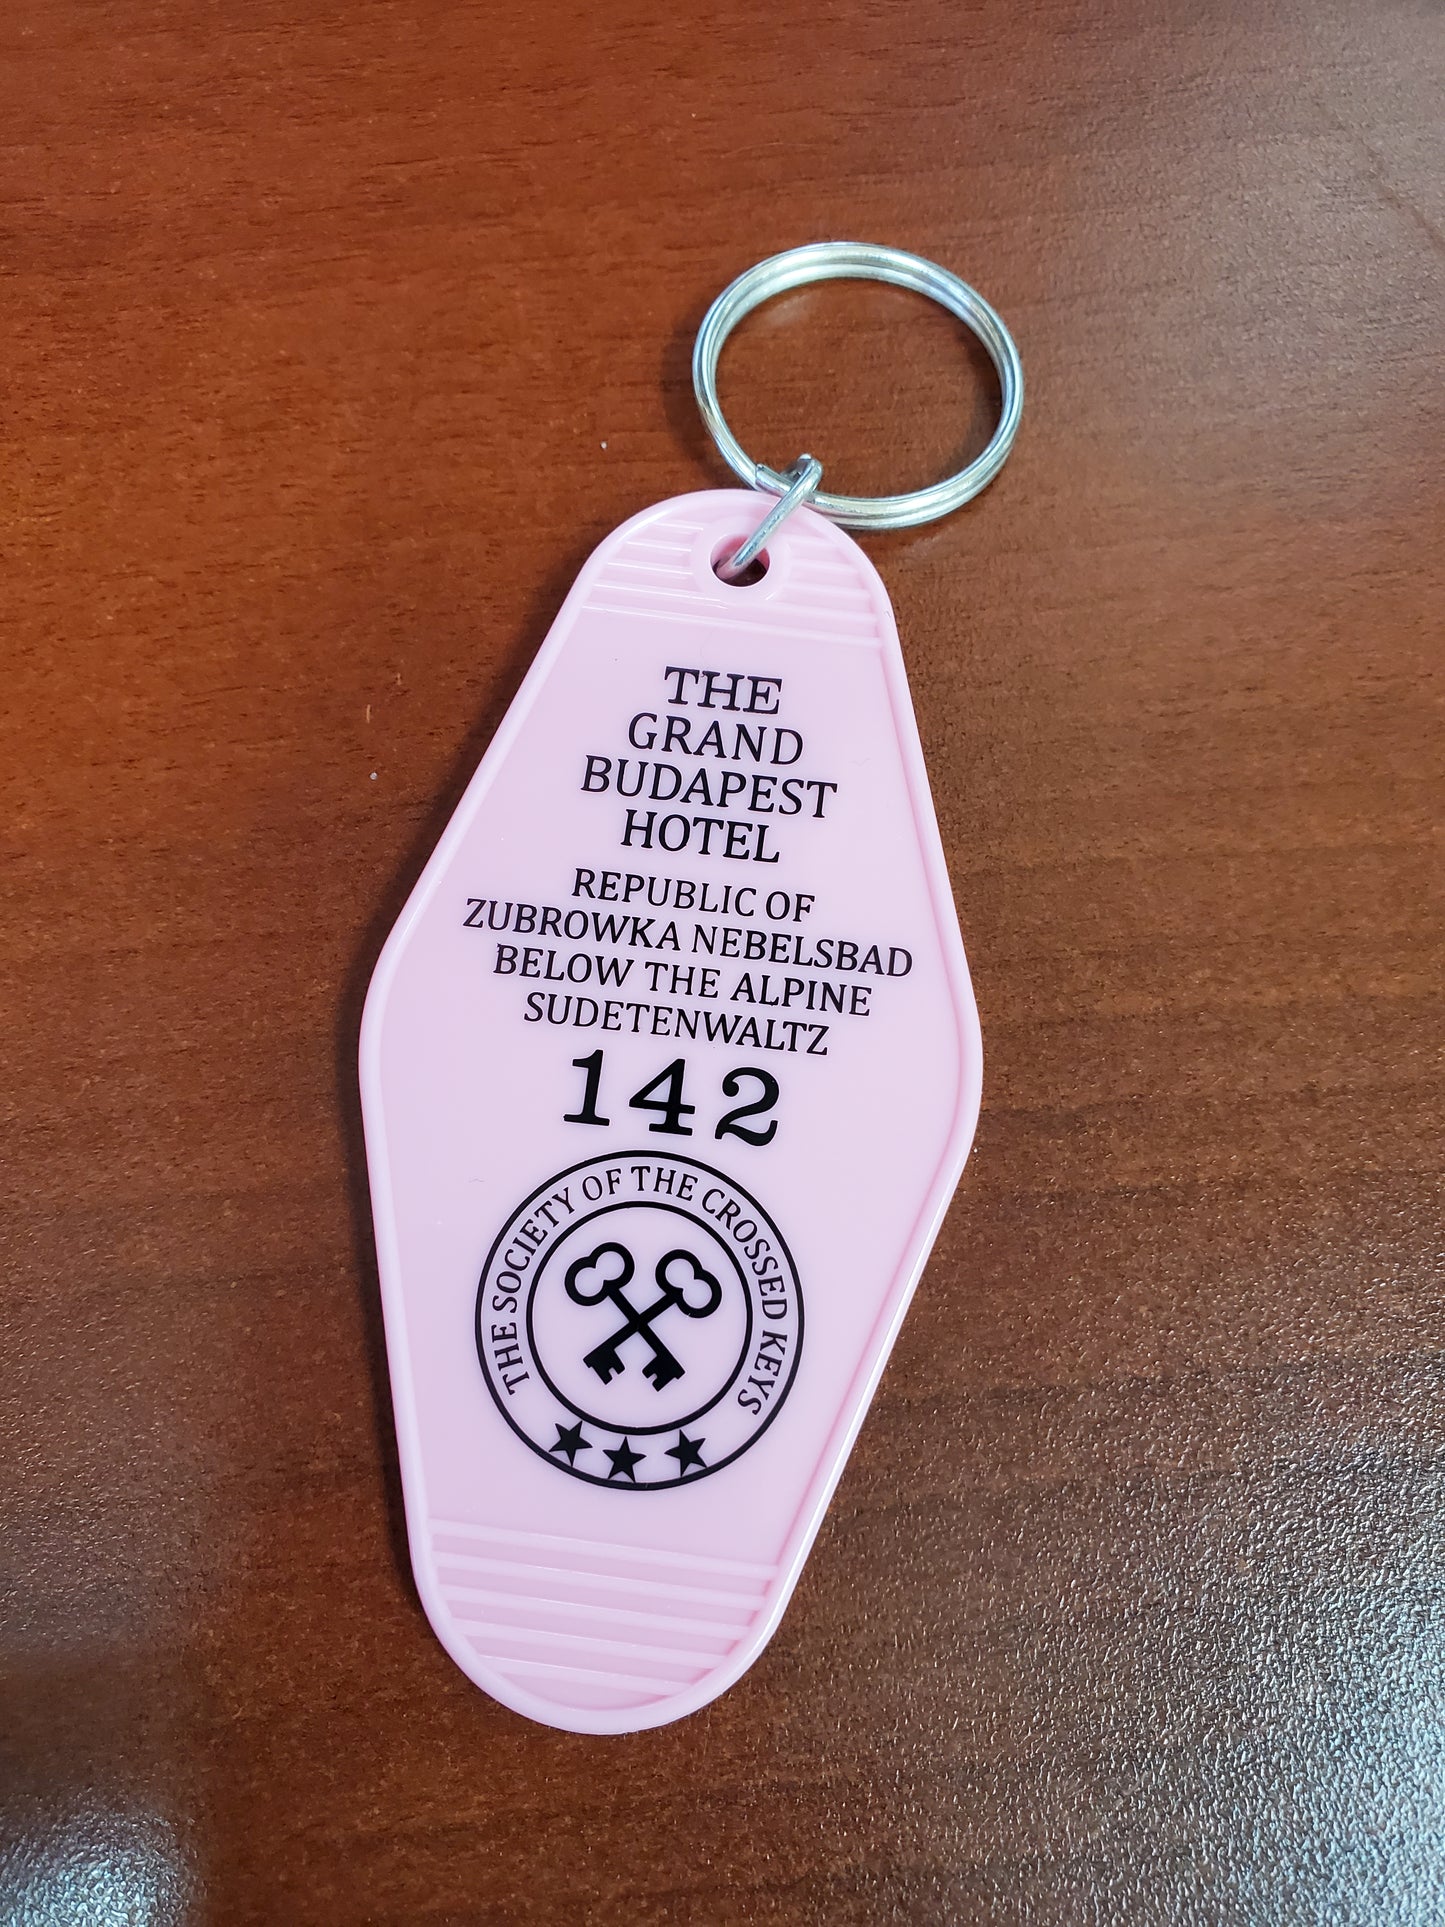 THE
GRAND
BUDAPEST
HOTEL
REPUBLIC OF
ZUBROWKA NEBELSBAD
BELOW THE ALPINE
SUDETENWALTZ
142
THE SOCIETY OF THE CROSSED KEYS